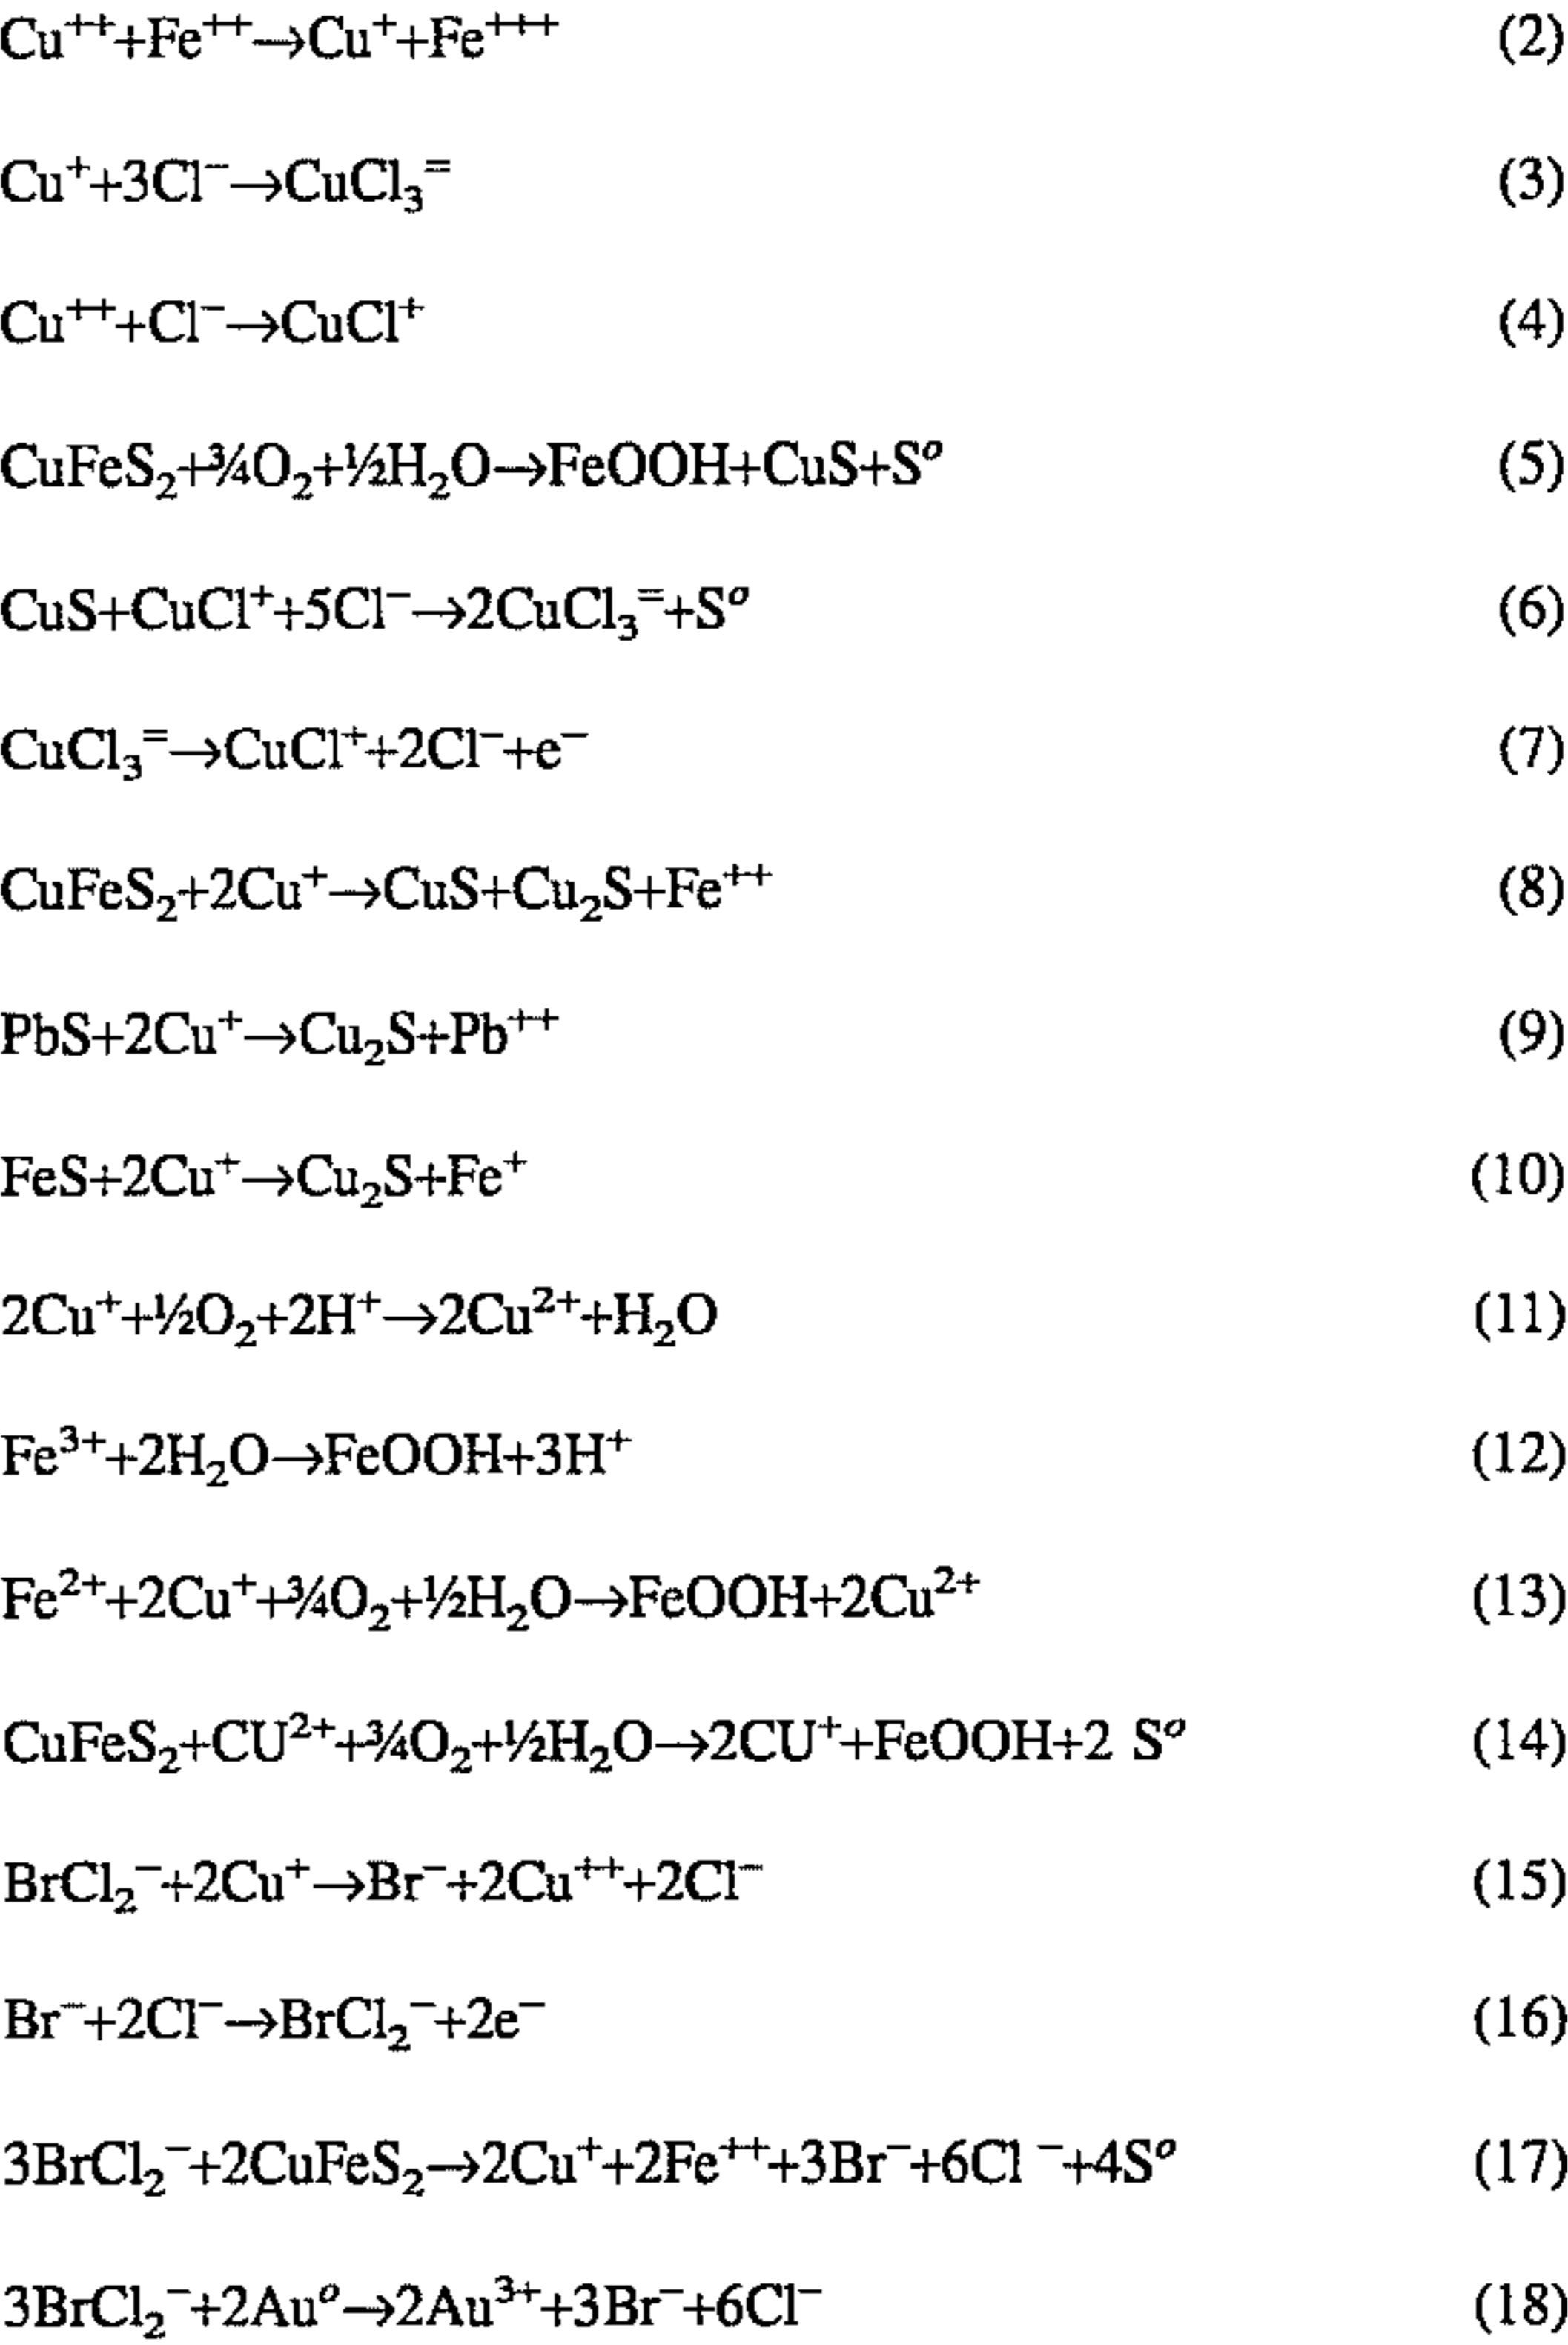 Cu⁺⁺+Fe⁺⁺→Cu⁺+Fe⁺⁺⁺ (2)
Cu⁺+3Cl⁻→CuCl₃⁼ (3)
Cu⁺⁺+Cl⁻→CuCl⁺ (4)
CuFeS₂+¾O₂+½H₂O→FeOOH+CuS+Sᵒ (5)
CuS+CuCl⁺+5Cl⁻→2CuCl₃⁼+Sᵒ (6)
CuCl₃⁼→CuCl⁺+2Cl⁻+e⁻ (7)
CuFeS₂+2Cu⁺→CuS+Cu₂S+Fe⁺⁺ (8)
PbS+2Cu⁺→Cu₂S+Pb⁺⁺ (9)
FeS+2Cu⁺→Cu₂S+Fe⁺ (10)
2Cu⁺+½O₂+2H⁺→2Cu²⁺+H₂O (11)
Fe³⁺+2H₂O→FeOOH+3H⁺ (12)
Fe²⁺+2Cu⁺+¾O₂+½H₂O→FeOOH+2Cu²⁺ (13)
CuFeS₂+CU²⁺+¾O₂+½H₂O→2CU⁺+FeOOH+2 Sᵒ (14)
BrCl₂⁻+2Cu⁺→Br⁻+2Cu⁺⁺+2Cl⁻ (15)
Br⁻+2Cl⁻→BrCl₂⁻+2e⁻ (16)
3BrCl₂⁻+2CuFeS₂→2Cu⁺+2Fe⁺⁺+3Br⁻+6Cl ⁻+4Sᵒ (17)
3BrCl₂⁻+2Auᵒ→2Au³⁺+3Br⁻+6Cl⁻ (18)